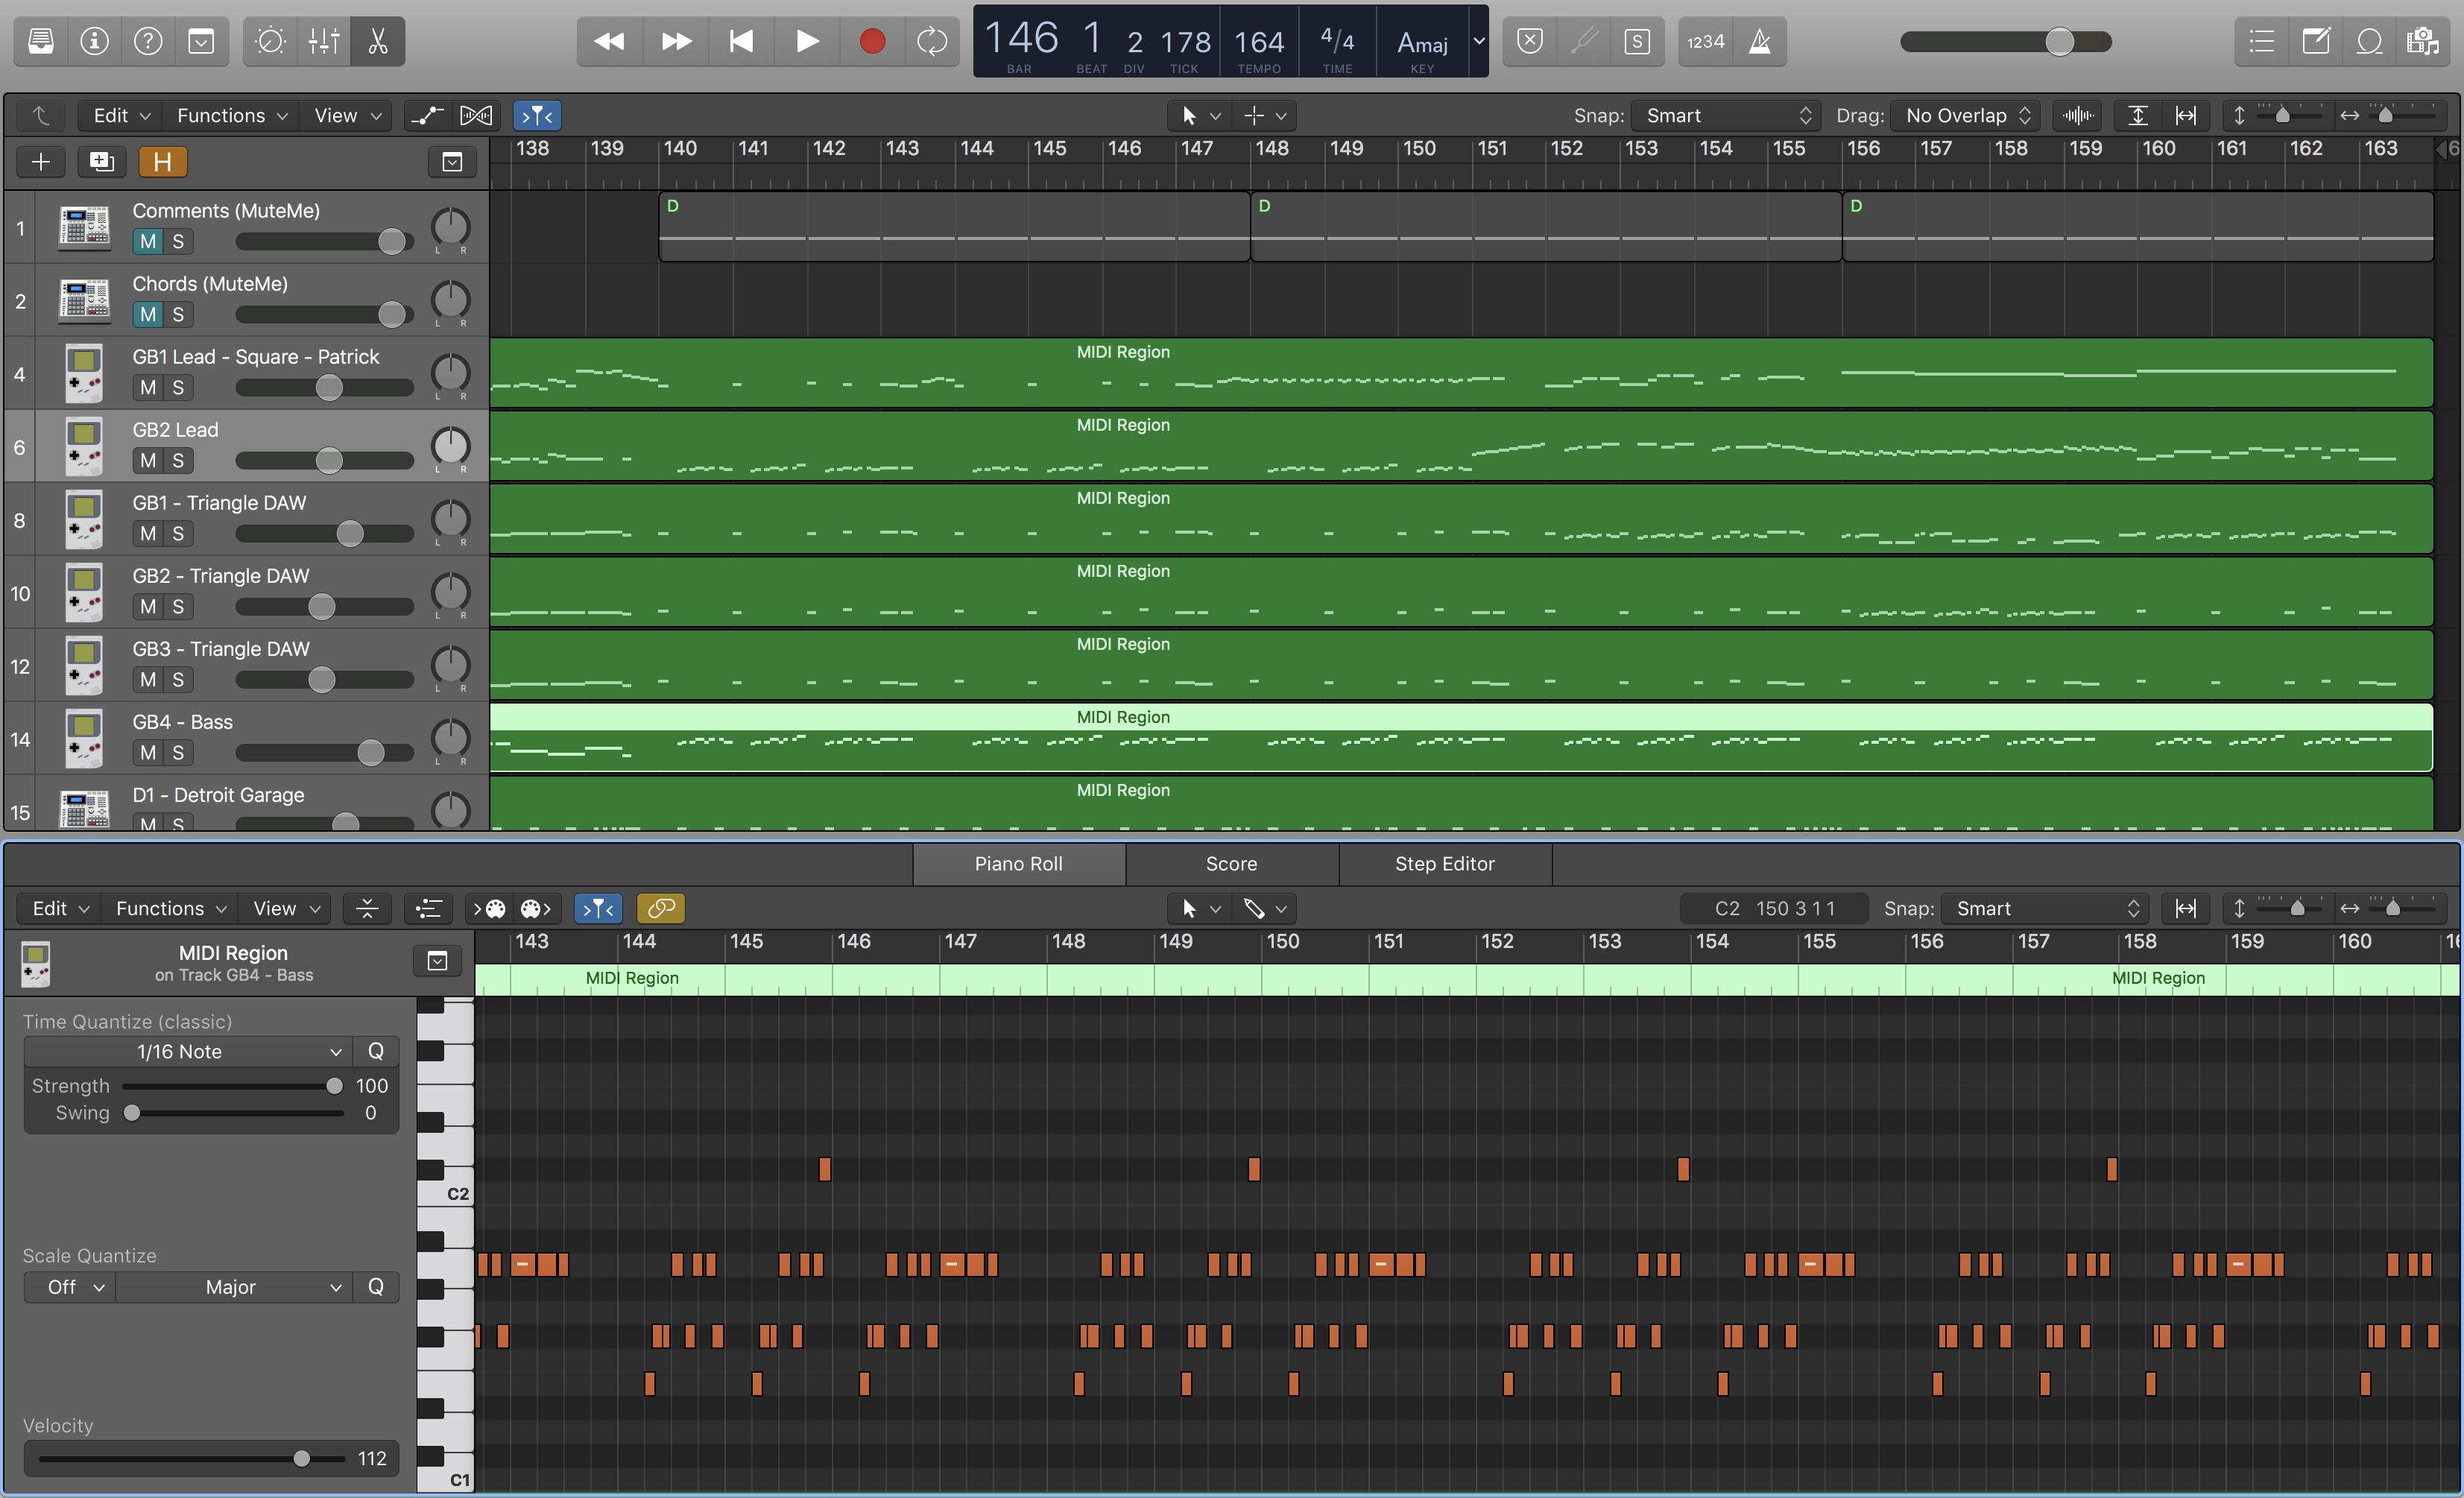 146 1 2 178 164 4/4 Amaj
BAR BEAT DIV TICK TEMPO TIME KEY
S 1234
Edit Functions View Snap: Smart Drag: No Overlap
H 138 139 140 141 142 143 144 145 146 147 148 149 150 151 152 153 154 155 156 157 158 159 160 161 162 163
1 Comments (MuteMe) M S L R D D D
2 Chords (MuteMe) M S L R
4 GB1 Lead - Square - Patrick M S L R MIDI Region
6 GB2 Lead M S L R MIDI Region
8 GB1 - Triangle DAW M S L R MIDI Region
10 GB2 - Triangle DAW M S L R MIDI Region
12 GB3 - Triangle DAW M S L R MIDI Region
14 GB4 - Bass M S L R MIDI Region
15 D1 - Detroit Garage M S MIDI Region
Piano Roll Score Step Editor
Edit Functions View C2 150 3 1 1 Snap: Smart
143 144 145 146 147 148 149 150 151 152 153 154 155 156 157 158 159 160
MIDI Region
on Track GB4 - Bass
MIDI Region MIDI Region
Time Quantize (classic)
1/16 Note Q
Strength 100
Swing 0
C2
Scale Quantize
Off Major Q
Velocity
112
C1